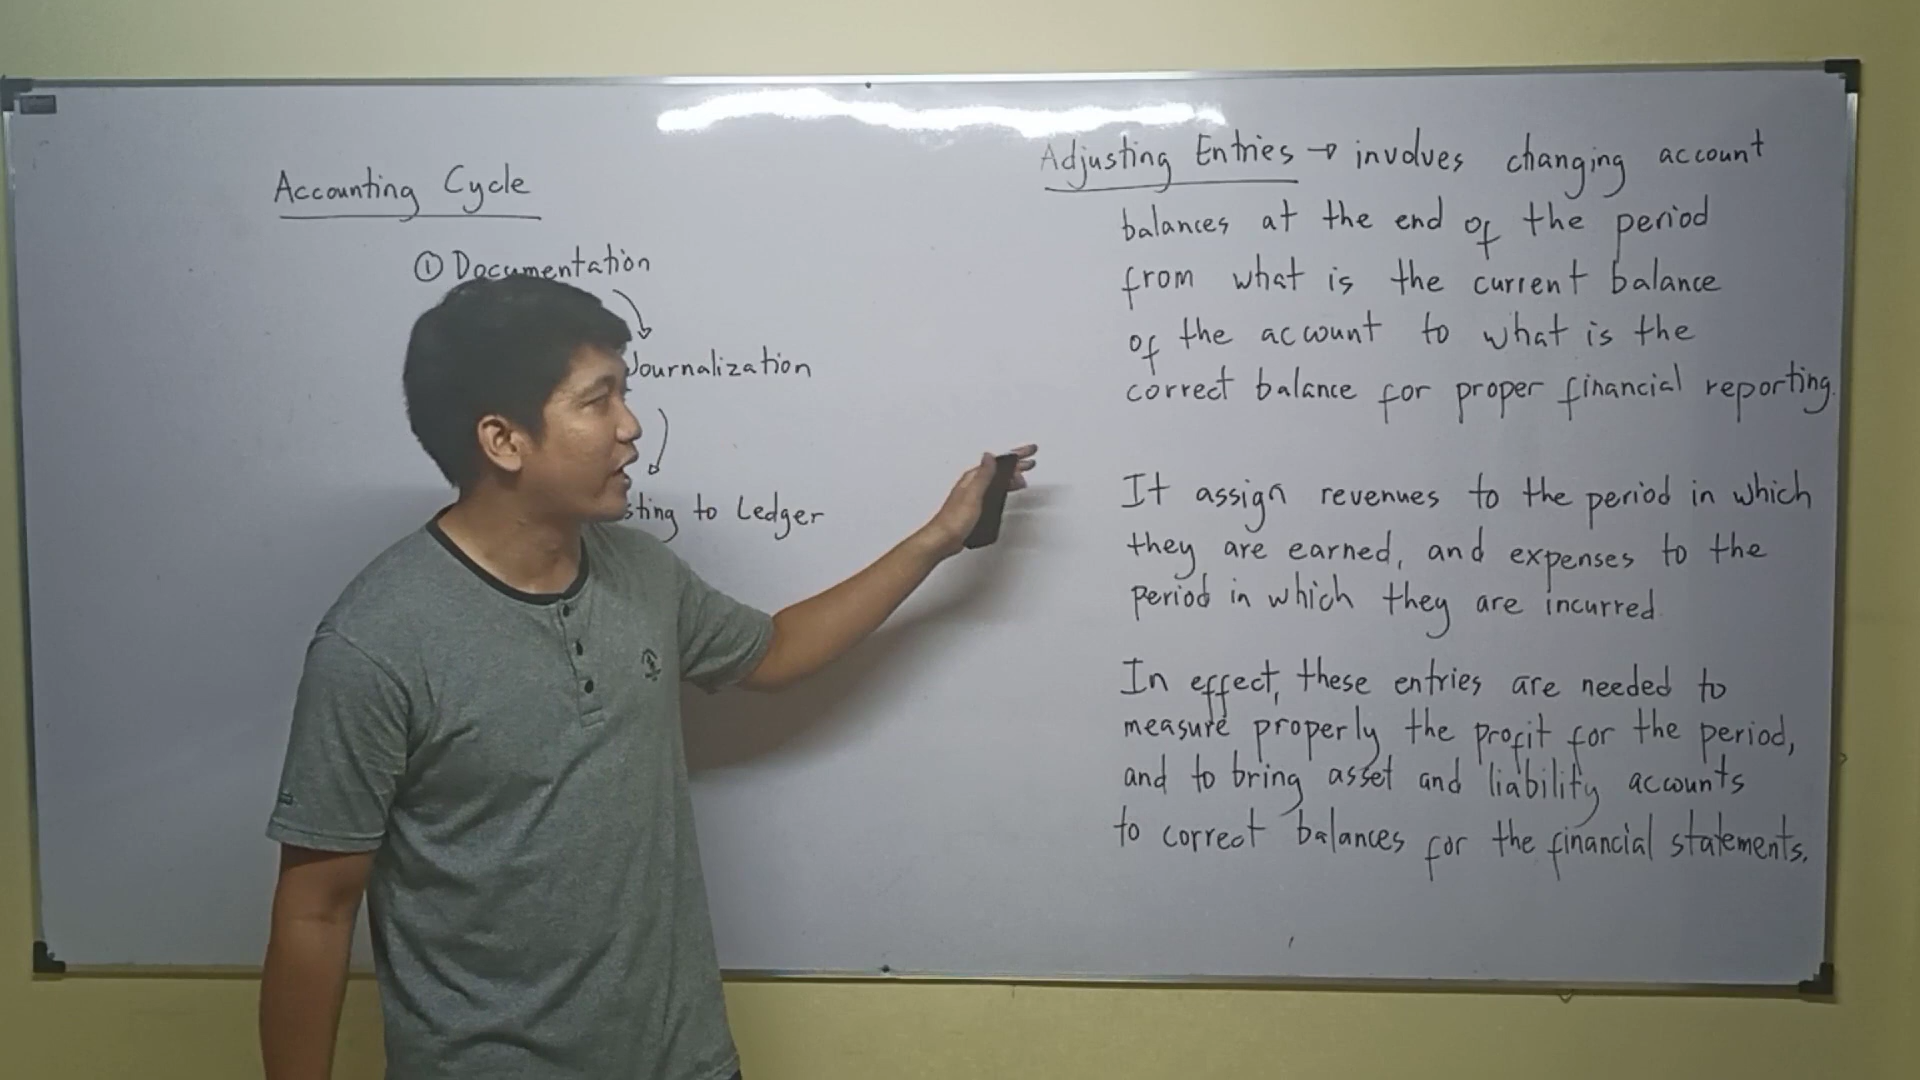 Accounting Cycle
① Documentation
Journalization
sting to Ledger
Adjusting Entries → involves changing account
balances at the end of the period
from what is the current balance
of the account to what is the
correct balance for proper financial reporting.
It assign revenues to the period in which
they are earned, and expenses to the
period in which they are incurred.
In effect, these entries are needed to
measure properly the profit for the period,
and to bring asset and liability accounts
to correct balances for the financial statements.